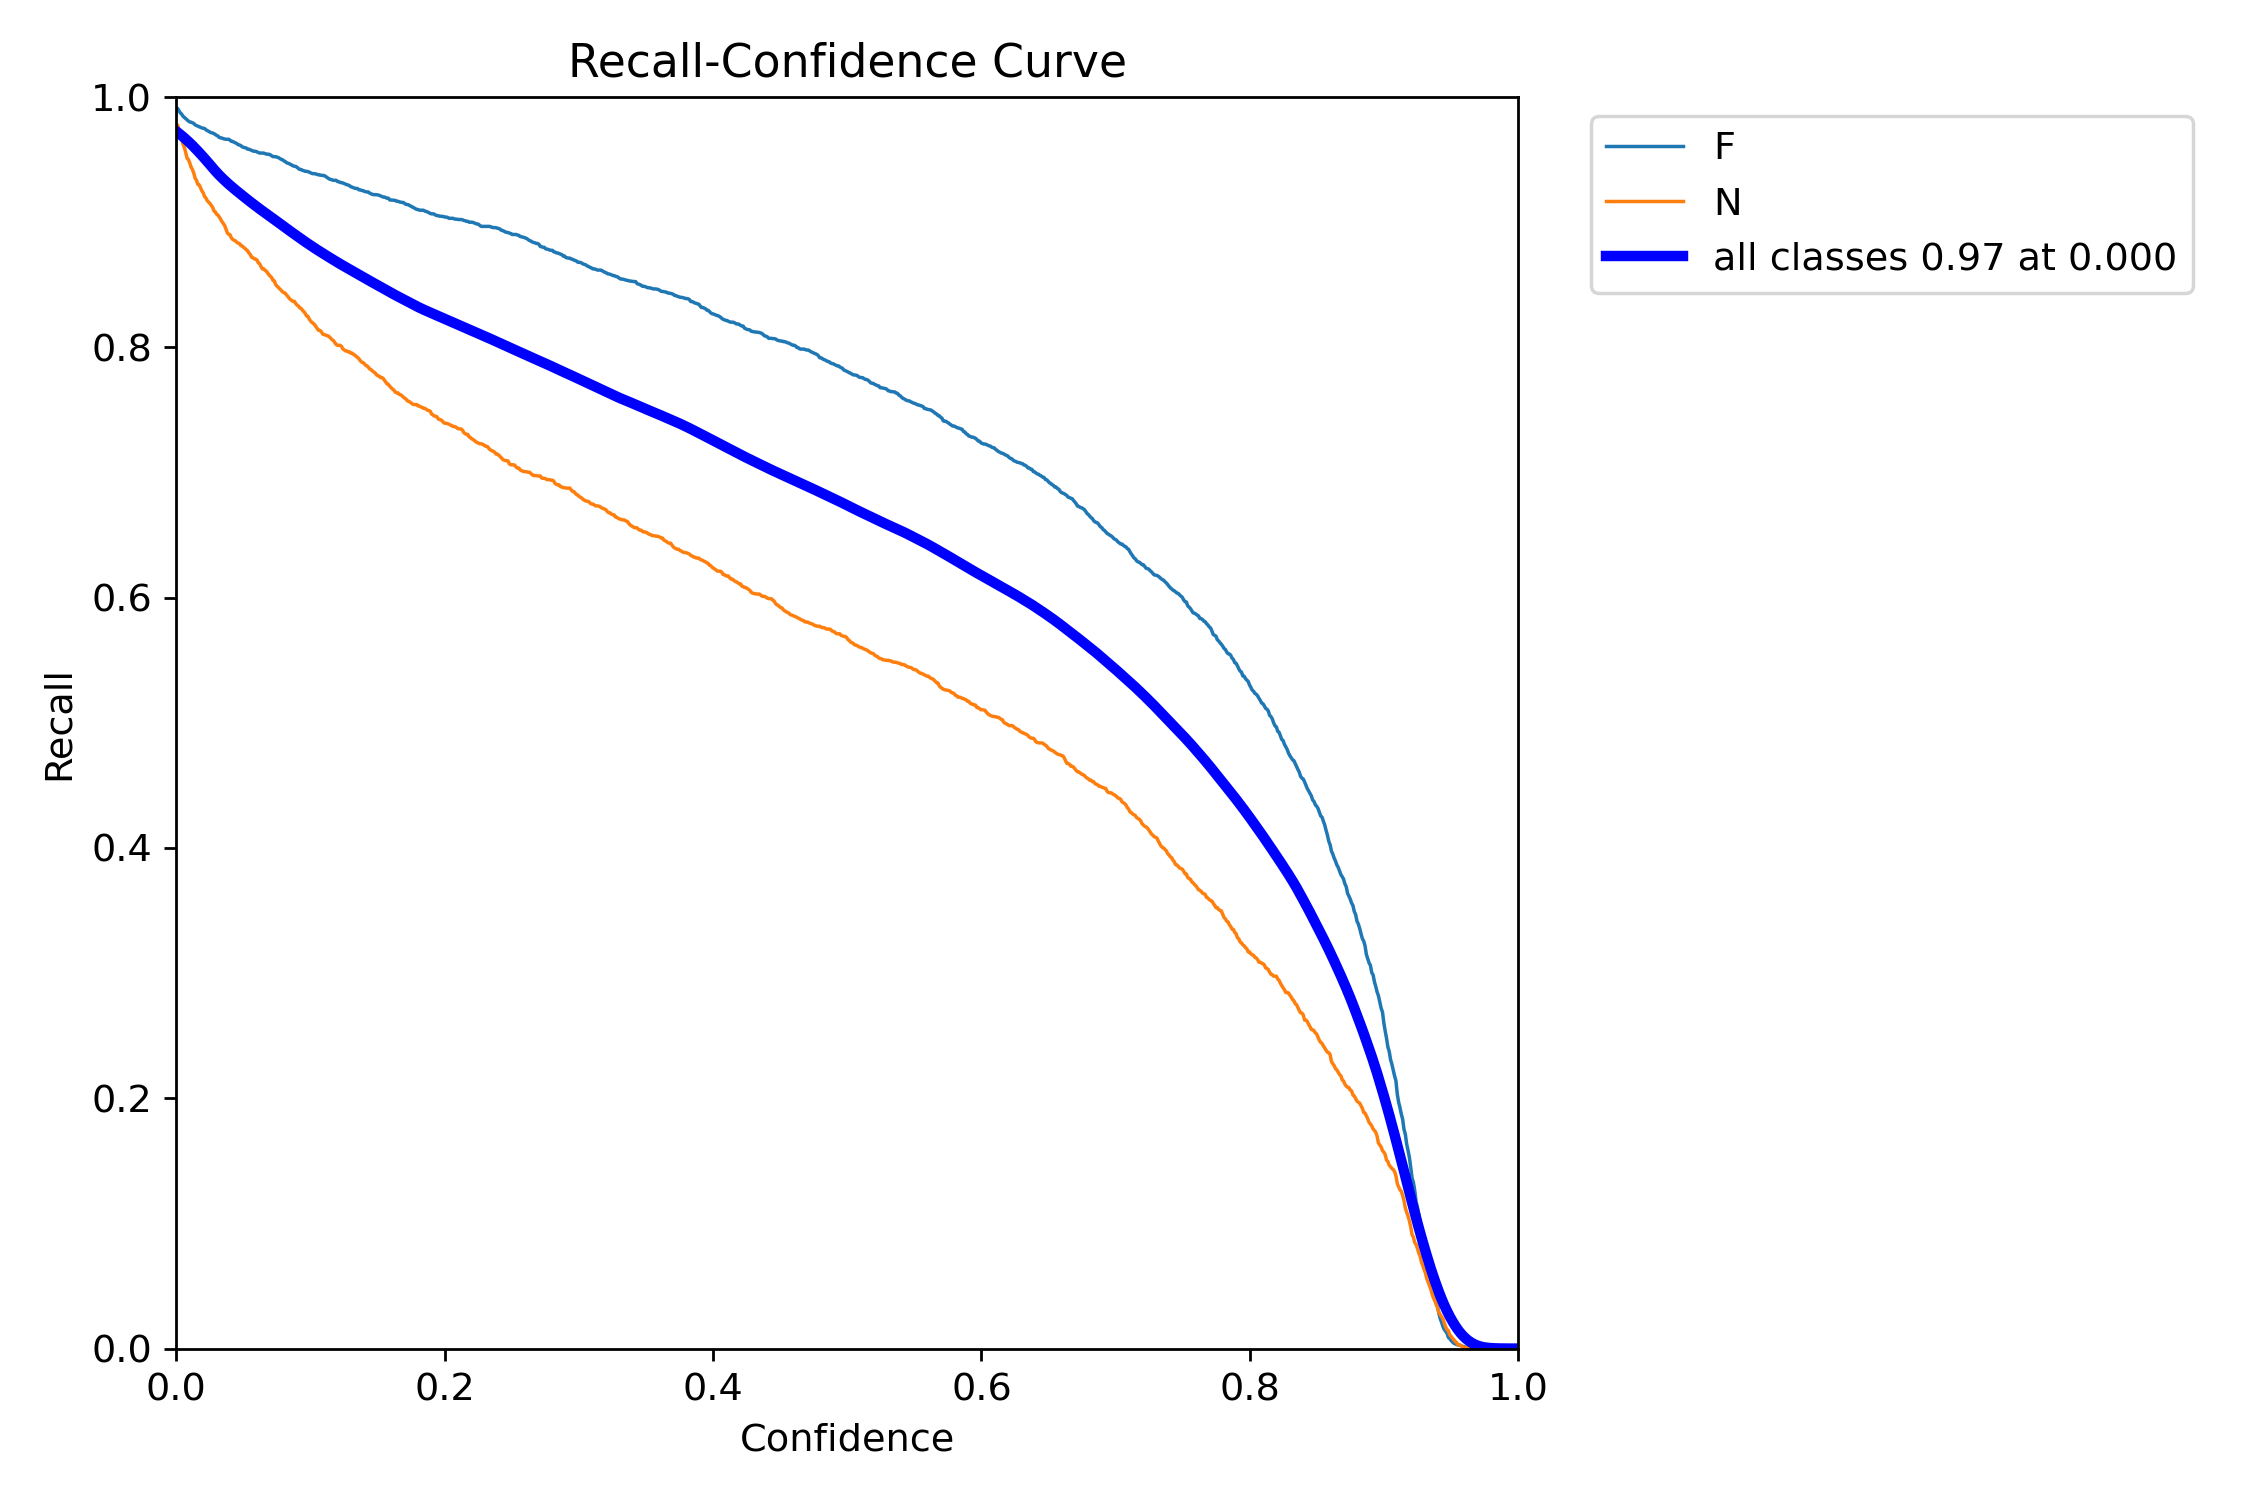 Recall-Confidence Curve
1.0
0.8
0.6
0.4
0.2
0.0
Recall
0.0 0.2 0.4 0.6 0.8 1.0
Confidence
F
N
all classes 0.97 at 0.000